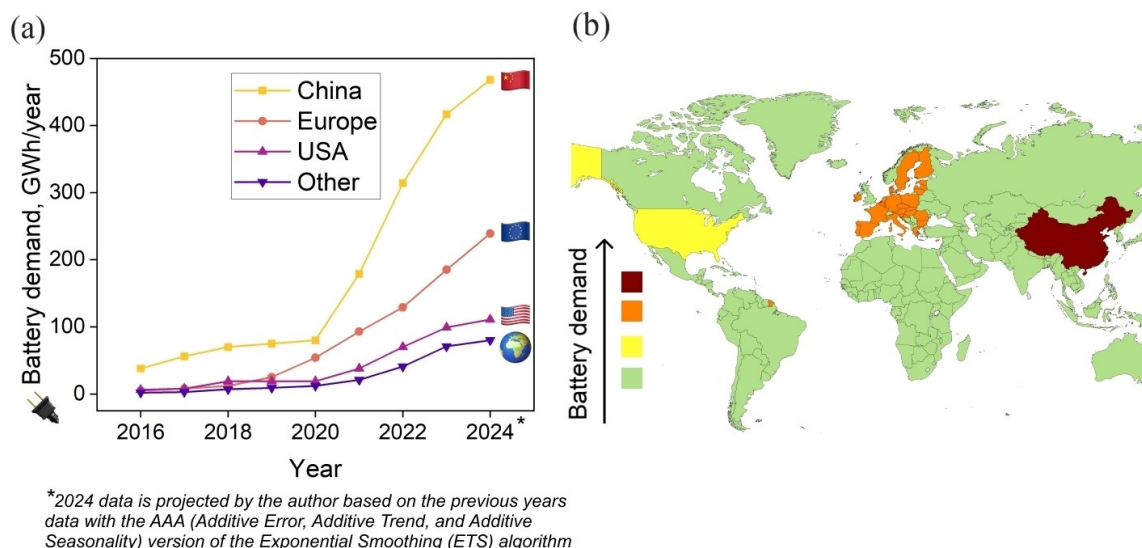 (a)
500
400
300
200
100
0
Battery demand, GWh/year
China
Europe
USA
Other
2016
2018
2020
2022
2024*
Year
*2024 data is projected by the author based on the previous years
data with the AAA (Additive Error, Additive Trend, and Additive
Seasonality) version of the Exponential Smoothing (ETS) algorithm
(b)
Battery demand